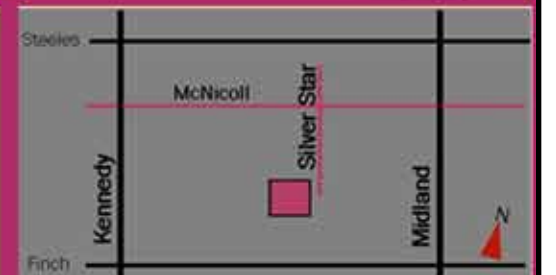 Steeles
McNicoll
Silver Star
Kennedy
Midland
N
Finch